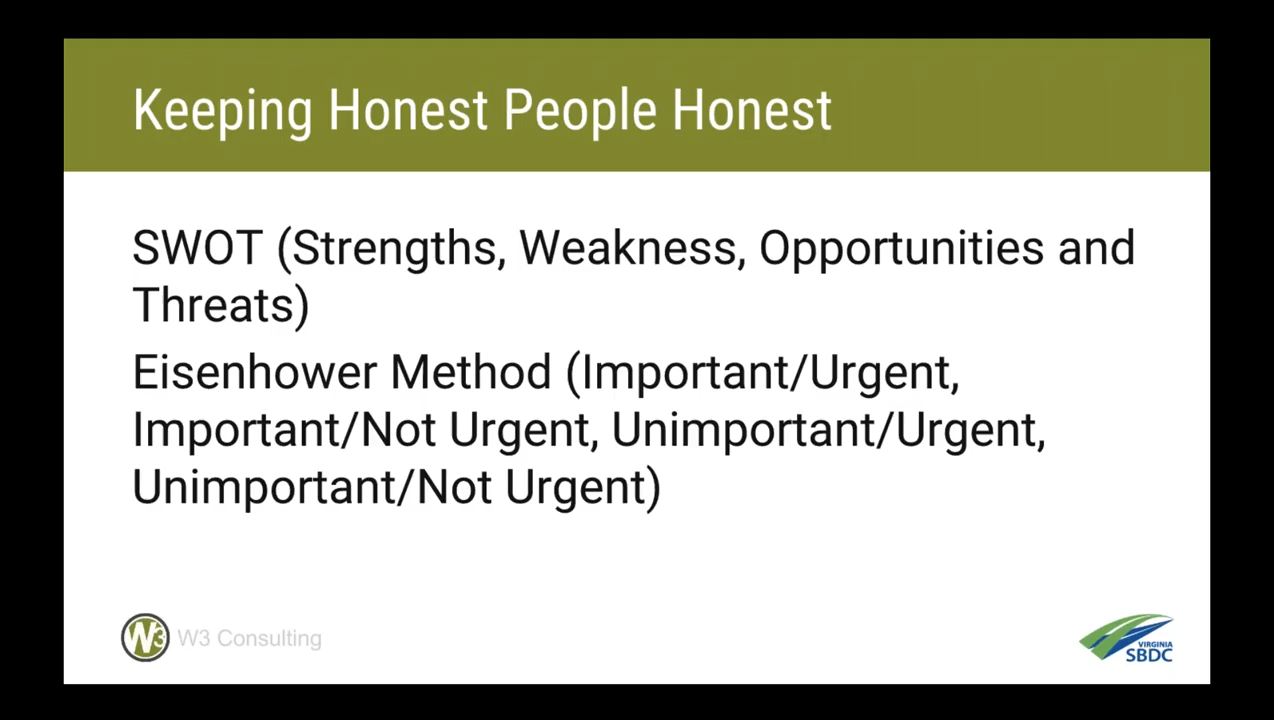 Keeping Honest People Honest
SWOT (Strengths, Weakness, Opportunities and
Threats)
Eisenhower Method (Important/Urgent,
Important/Not Urgent, Unimportant/Urgent,
Unimportant/Not Urgent)
W3 W3 Consulting
VIRGINIA
SBDC